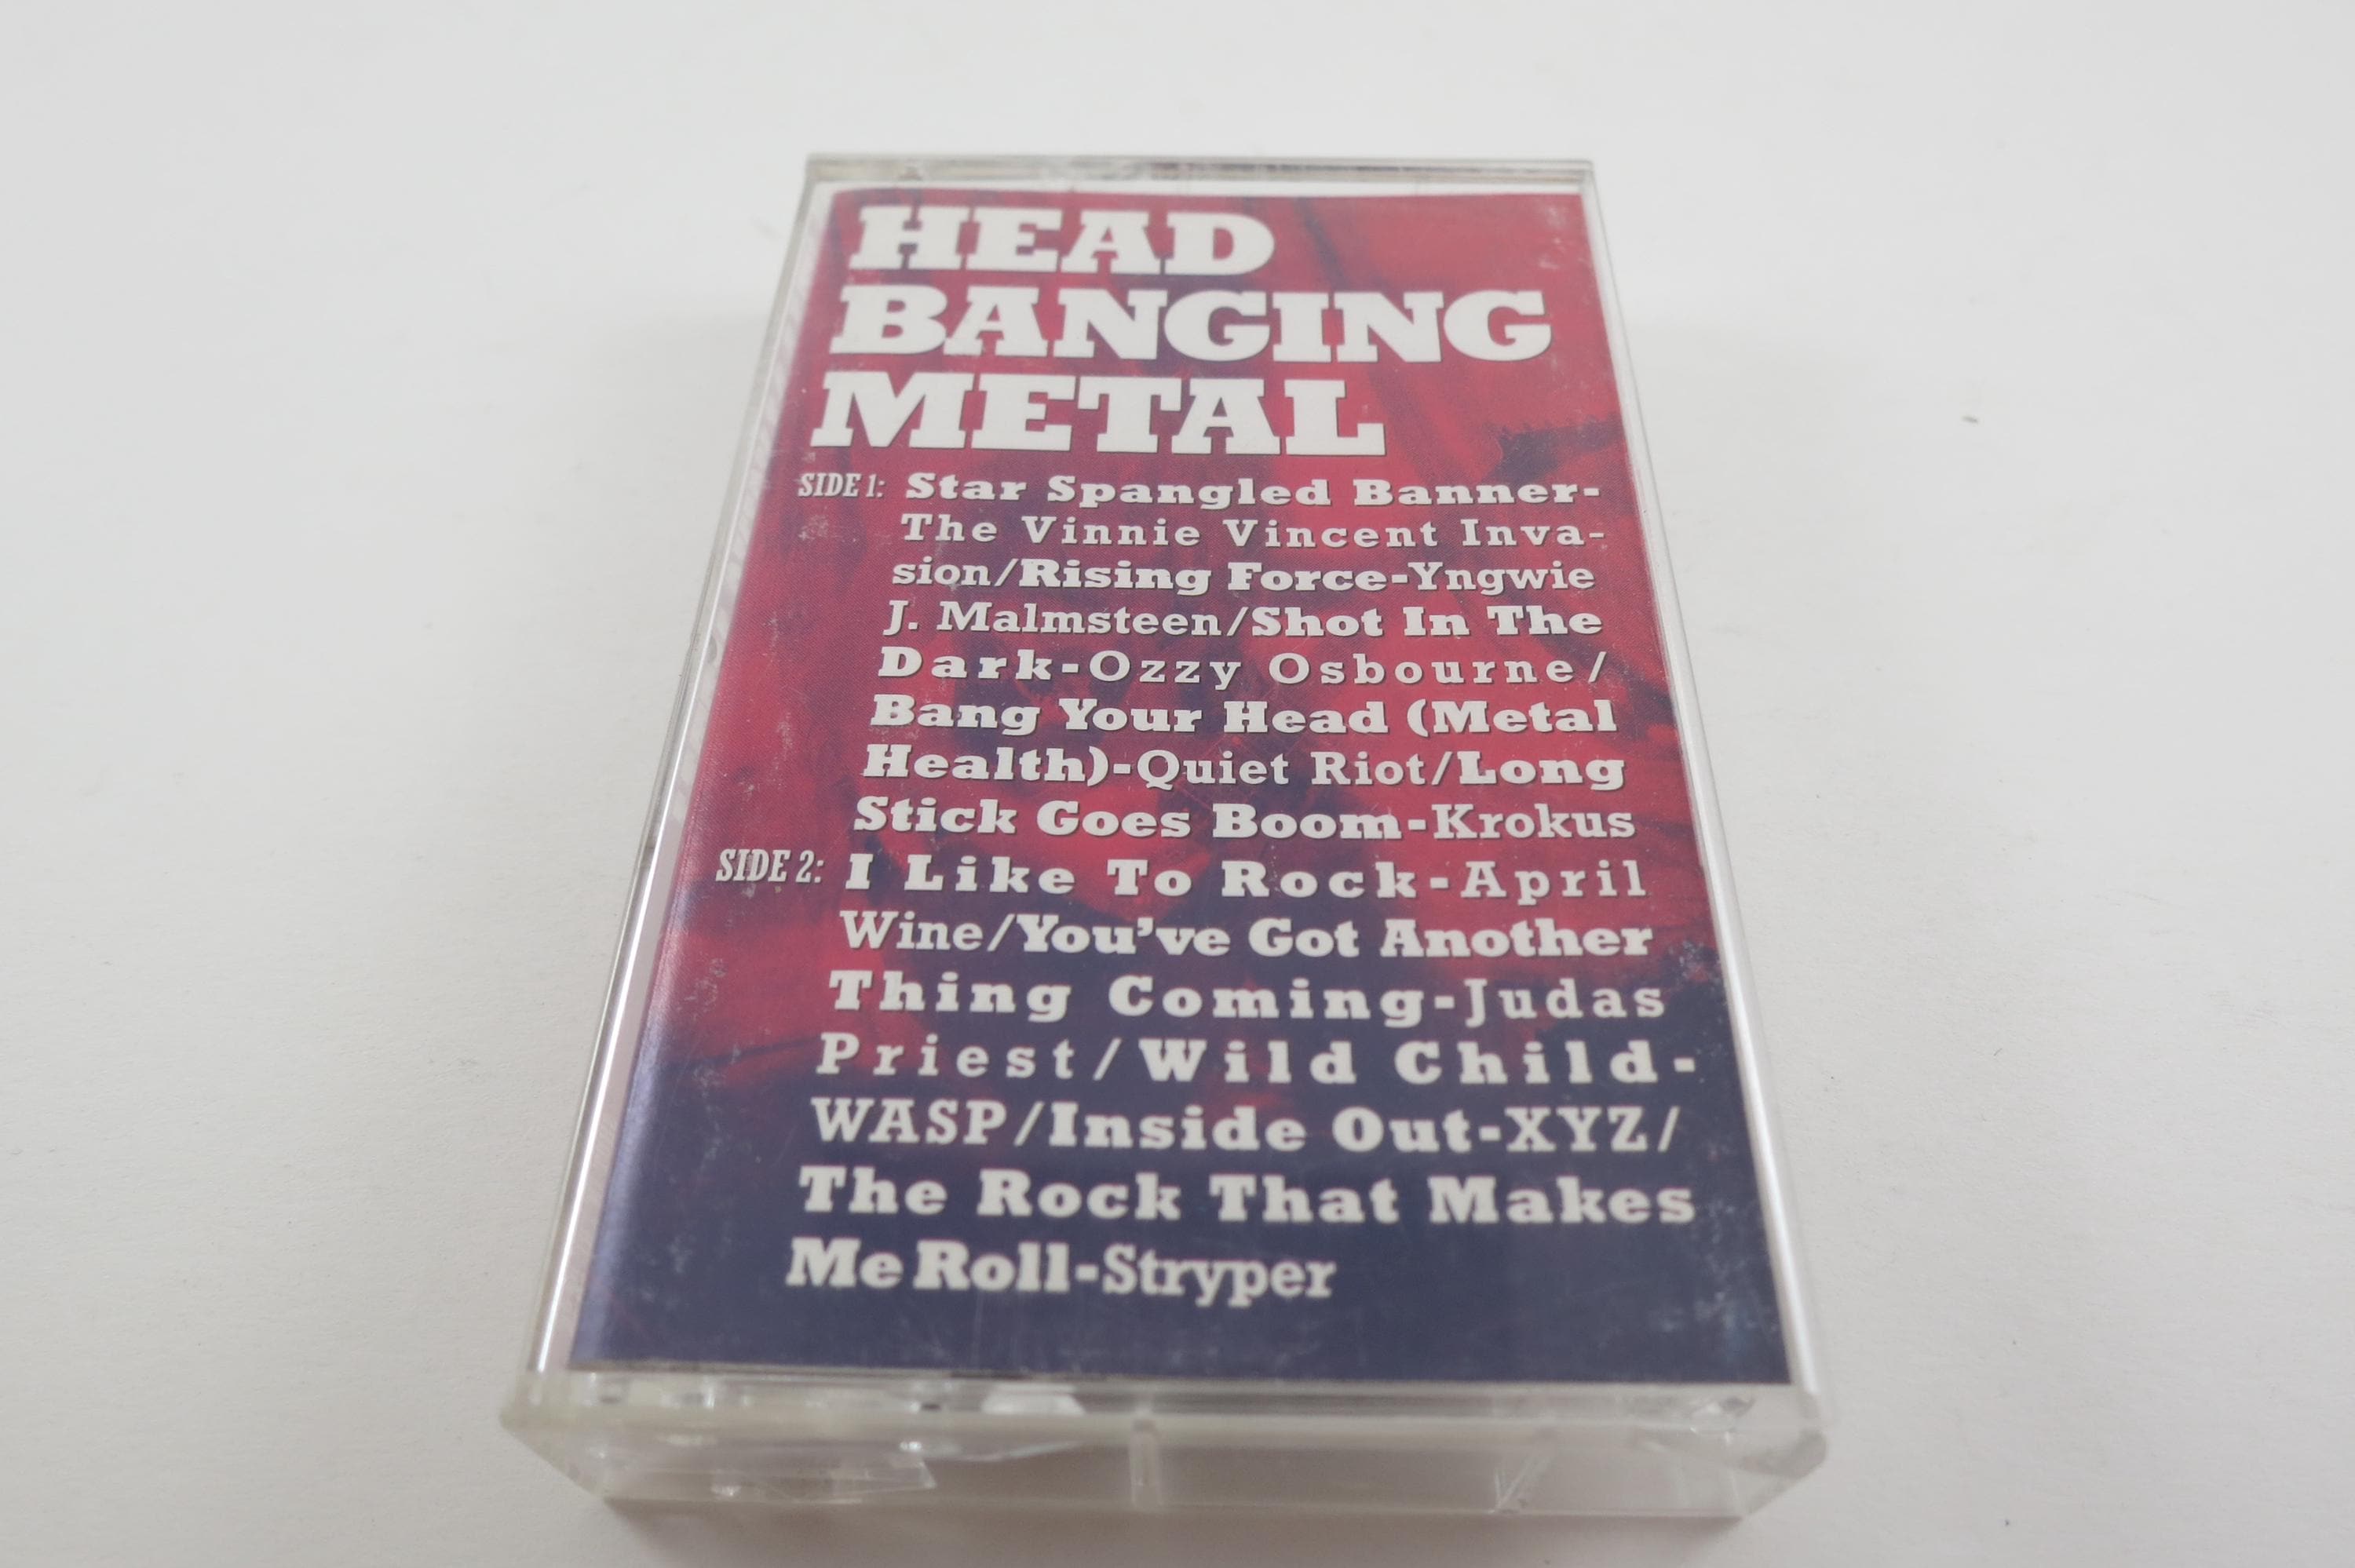 HEAD
BANGING
METAL
SIDE 1: Star Spangled Banner-
The Vinnie Vincent Inva-
sion/Rising Force-Yngwie
J. Malmsteen/Shot In The
Dark-Ozzy Osbourne/
Bang Your Head (Metal
Health)-Quiet Riot/Long
Stick Goes Boom-Krokus
SIDE 2: I Like To Rock-April
Wine/You've Got Another
Thing Coming-Judas
Priest/Wild Child-
WASP/Inside Out-XYZ/
The Rock That Makes
Me Roll-Stryper